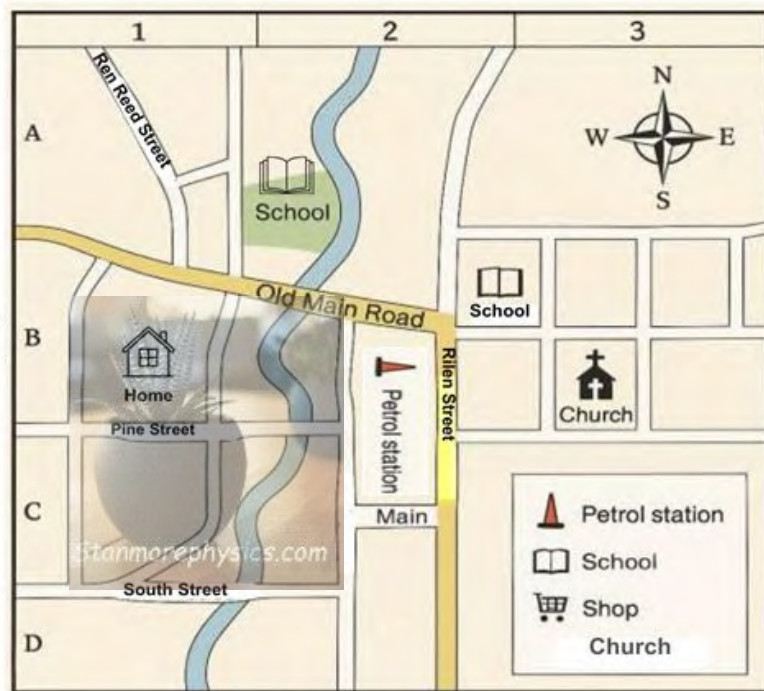 1 2 3
Ren Reed Street
N
A
W E
S
School
Old Main Road
School
B
Rilen Street
Home
Petrol station
Church
Pine Street
C
Main
Petrol station
School
Stanmorephysics.com
Shop
South Street
Church
D